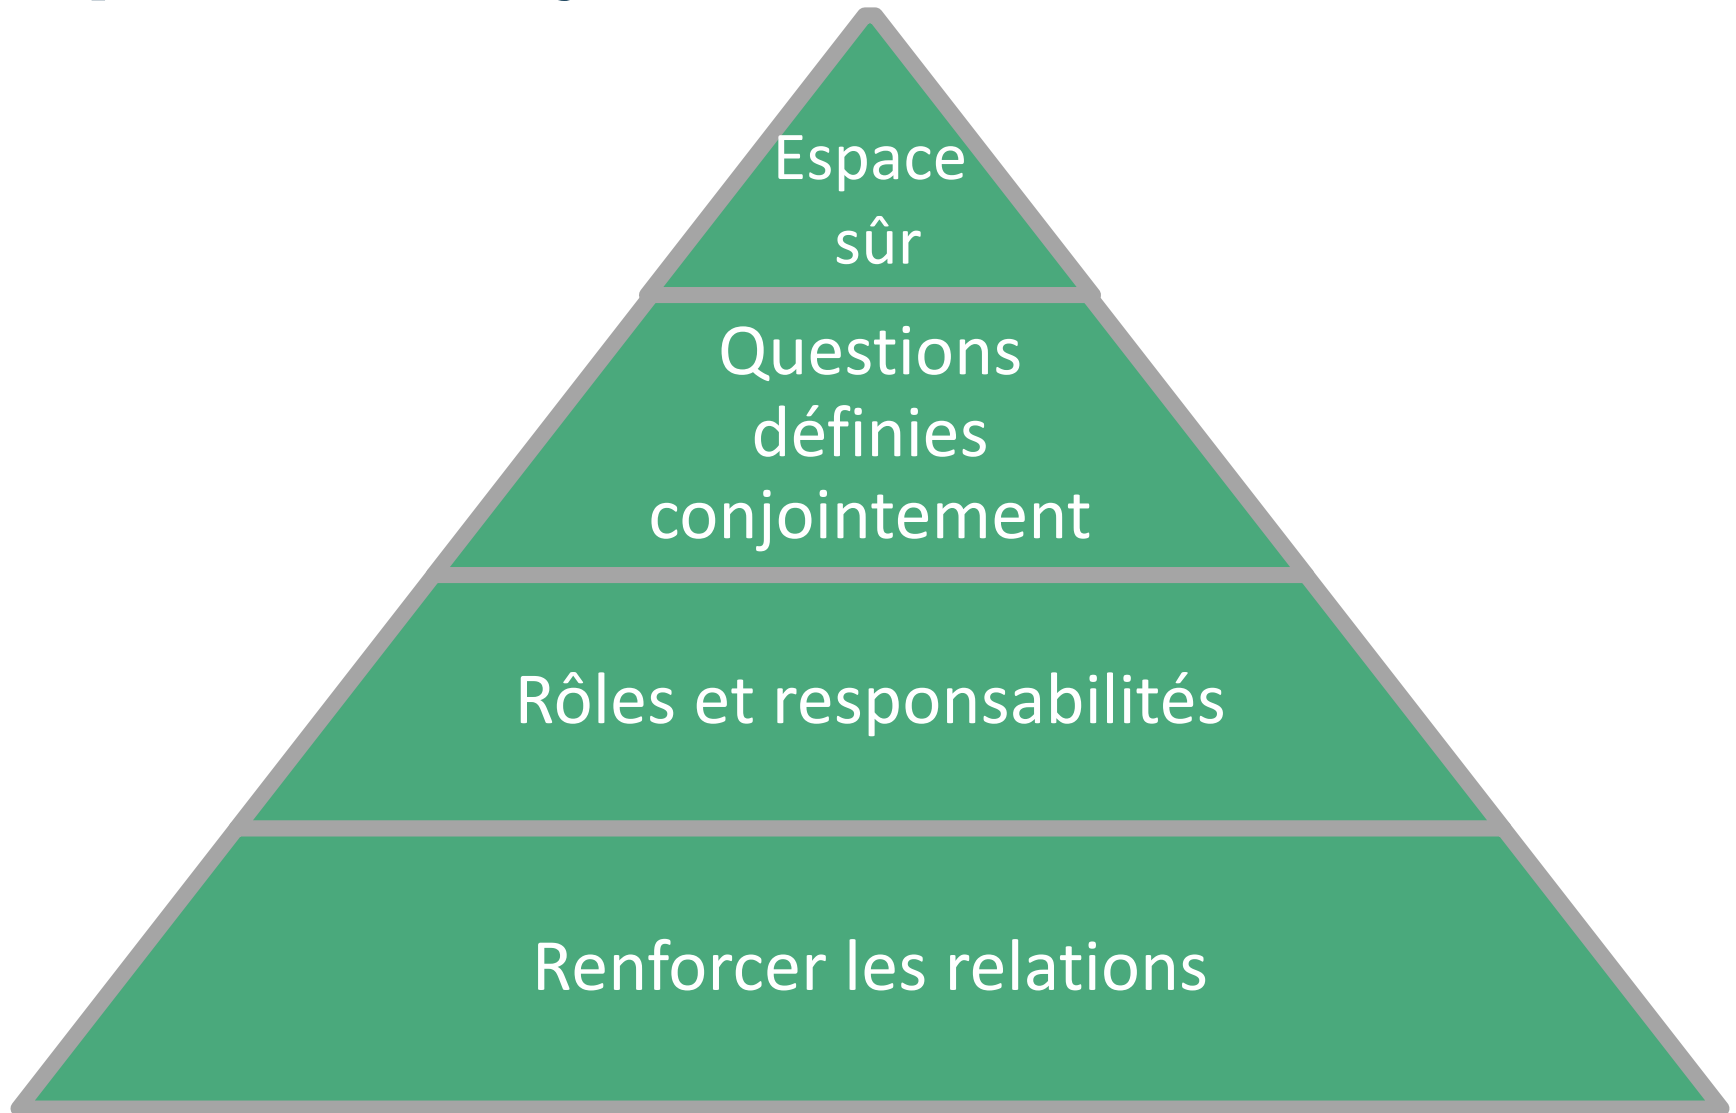 Espace
sûr
Questions
définies
conjointement
Rôles et responsabilités
Renforcer les relations